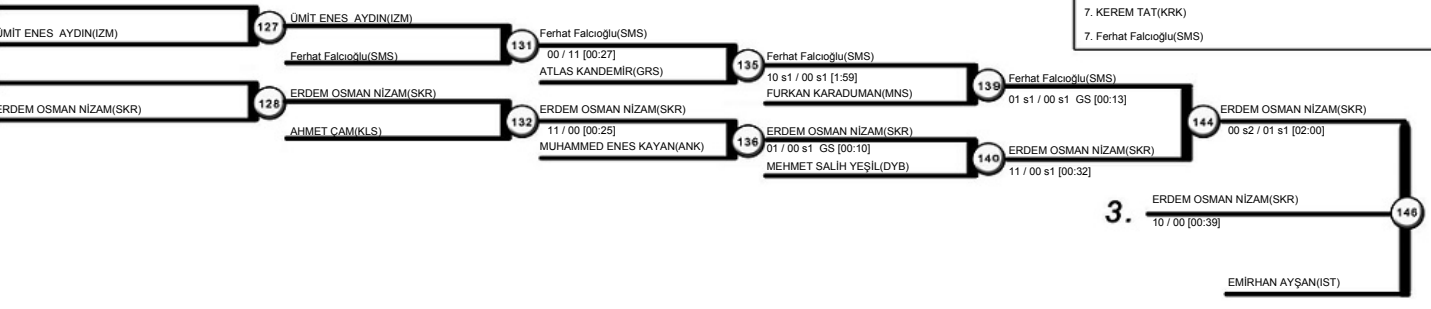 7. KEREM TAT(KRK)
7. Ferhat Falcıoğlu(SMS)
ÜMİT ENES AYDIN(IZM)
127
ÜMİT ENES AYDIN(IZM)
Ferhat Falcıoğlu(SMS)
131
Ferhat Falcıoğlu(SMS)
00 / 11 [00:27]
ATLAS KANDEMİR(GRS)
135
Ferhat Falcıoğlu(SMS)
10 s1 / 00 s1 [1:59]
FURKAN KARADUMAN(MNS)
139
Ferhat Falcıoğlu(SMS)
01 s1 / 00 s1 GS [00:13]
ERDEM OSMAN NİZAM(SKR)
128
ERDEM OSMAN NİZAM(SKR)
AHMET ÇAM(KLS)
132
ERDEM OSMAN NİZAM(SKR)
11 / 00 [00:25]
MUHAMMED ENES KAYAN(ANK)
136
ERDEM OSMAN NİZAM(SKR)
01 / 00 s1 GS [00:10]
MEHMET SALİH YEŞİL(DYB)
140
ERDEM OSMAN NİZAM(SKR)
11 / 00 s1 [00:32]
144
ERDEM OSMAN NİZAM(SKR)
00 s2 / 01 s1 [02:00]
3.
ERDEM OSMAN NİZAM(SKR)
10 / 00 [00:39]
146
EMİRHAN AYŞAN(IST)